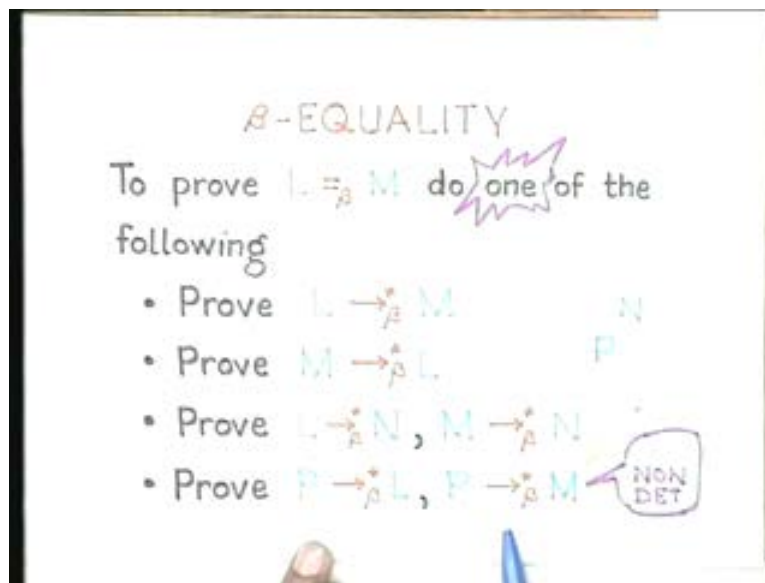 β-EQUALITY
To prove L =β M do one of the
following
• Prove L →*β M
N
• Prove M →*β L
P
• Prove L →*β N, M →*β N
• Prove P →*β L, P →*β M
NON
DET